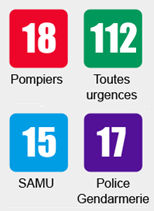 18 112
Pompiers Toutes
urgences
15 17
SAMU Police
Gendarmerie